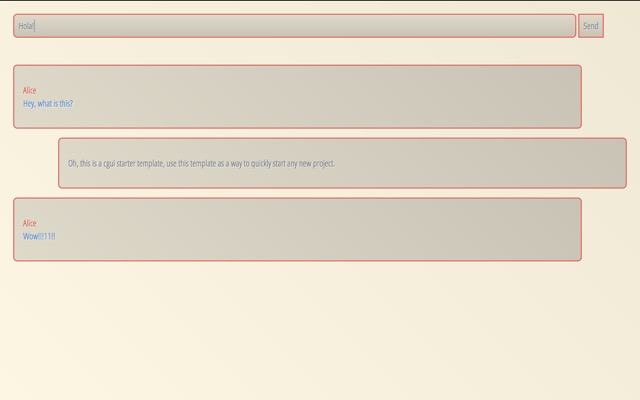 Hola!
Send
Alice
Hey, what is this?
Oh, this is a cgui starter template, use this template as a way to quickly start any new project.
Alice
Wow!!!11!!